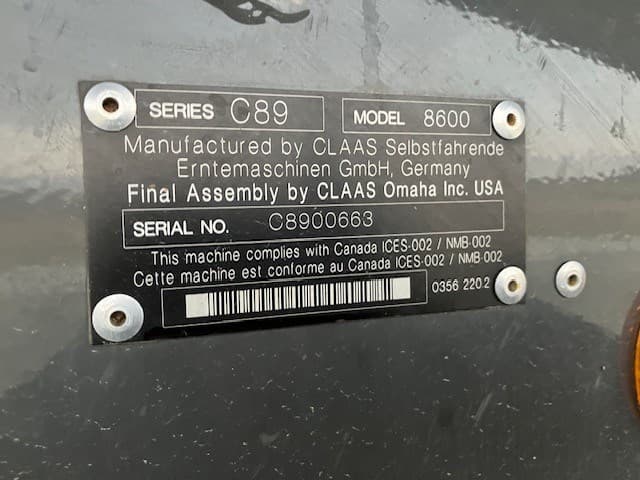 SERIES C89 MODEL 8600
Manufactured by CLAAS Selbstfahrende
Erntemaschinen GmbH, Germany
Final Assembly by CLAAS Omaha Inc. USA
SERIAL NO. C8900663
This machine complies with Canada ICES-002 / NMB-002
Cette machine est conforme au Canada ICES-002 / NMB-002
0356 220.2